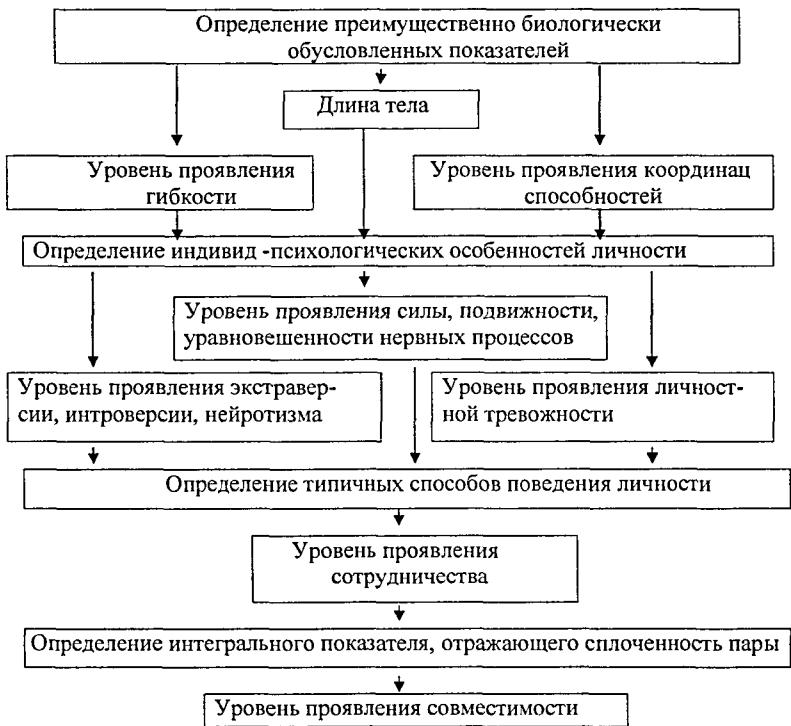 Определение преимущественно биологически
обусловленных показателей
Длина тела
Уровень проявления
гибкости
Уровень проявления координац
способностей
Определение индивид -психологических особенностей личности
Уровень проявления силы, подвижности,
уравновешенности нервных процессов
Уровень проявления экстравер-
сии, интроверсии, нейротизма
Уровень проявления личност-
ной тревожности
Определение типичных способов поведения личности
Уровень проявления
сотрудничества
Определение интегрального показателя, отражающего сплоченность пары
Уровень проявления совместимости